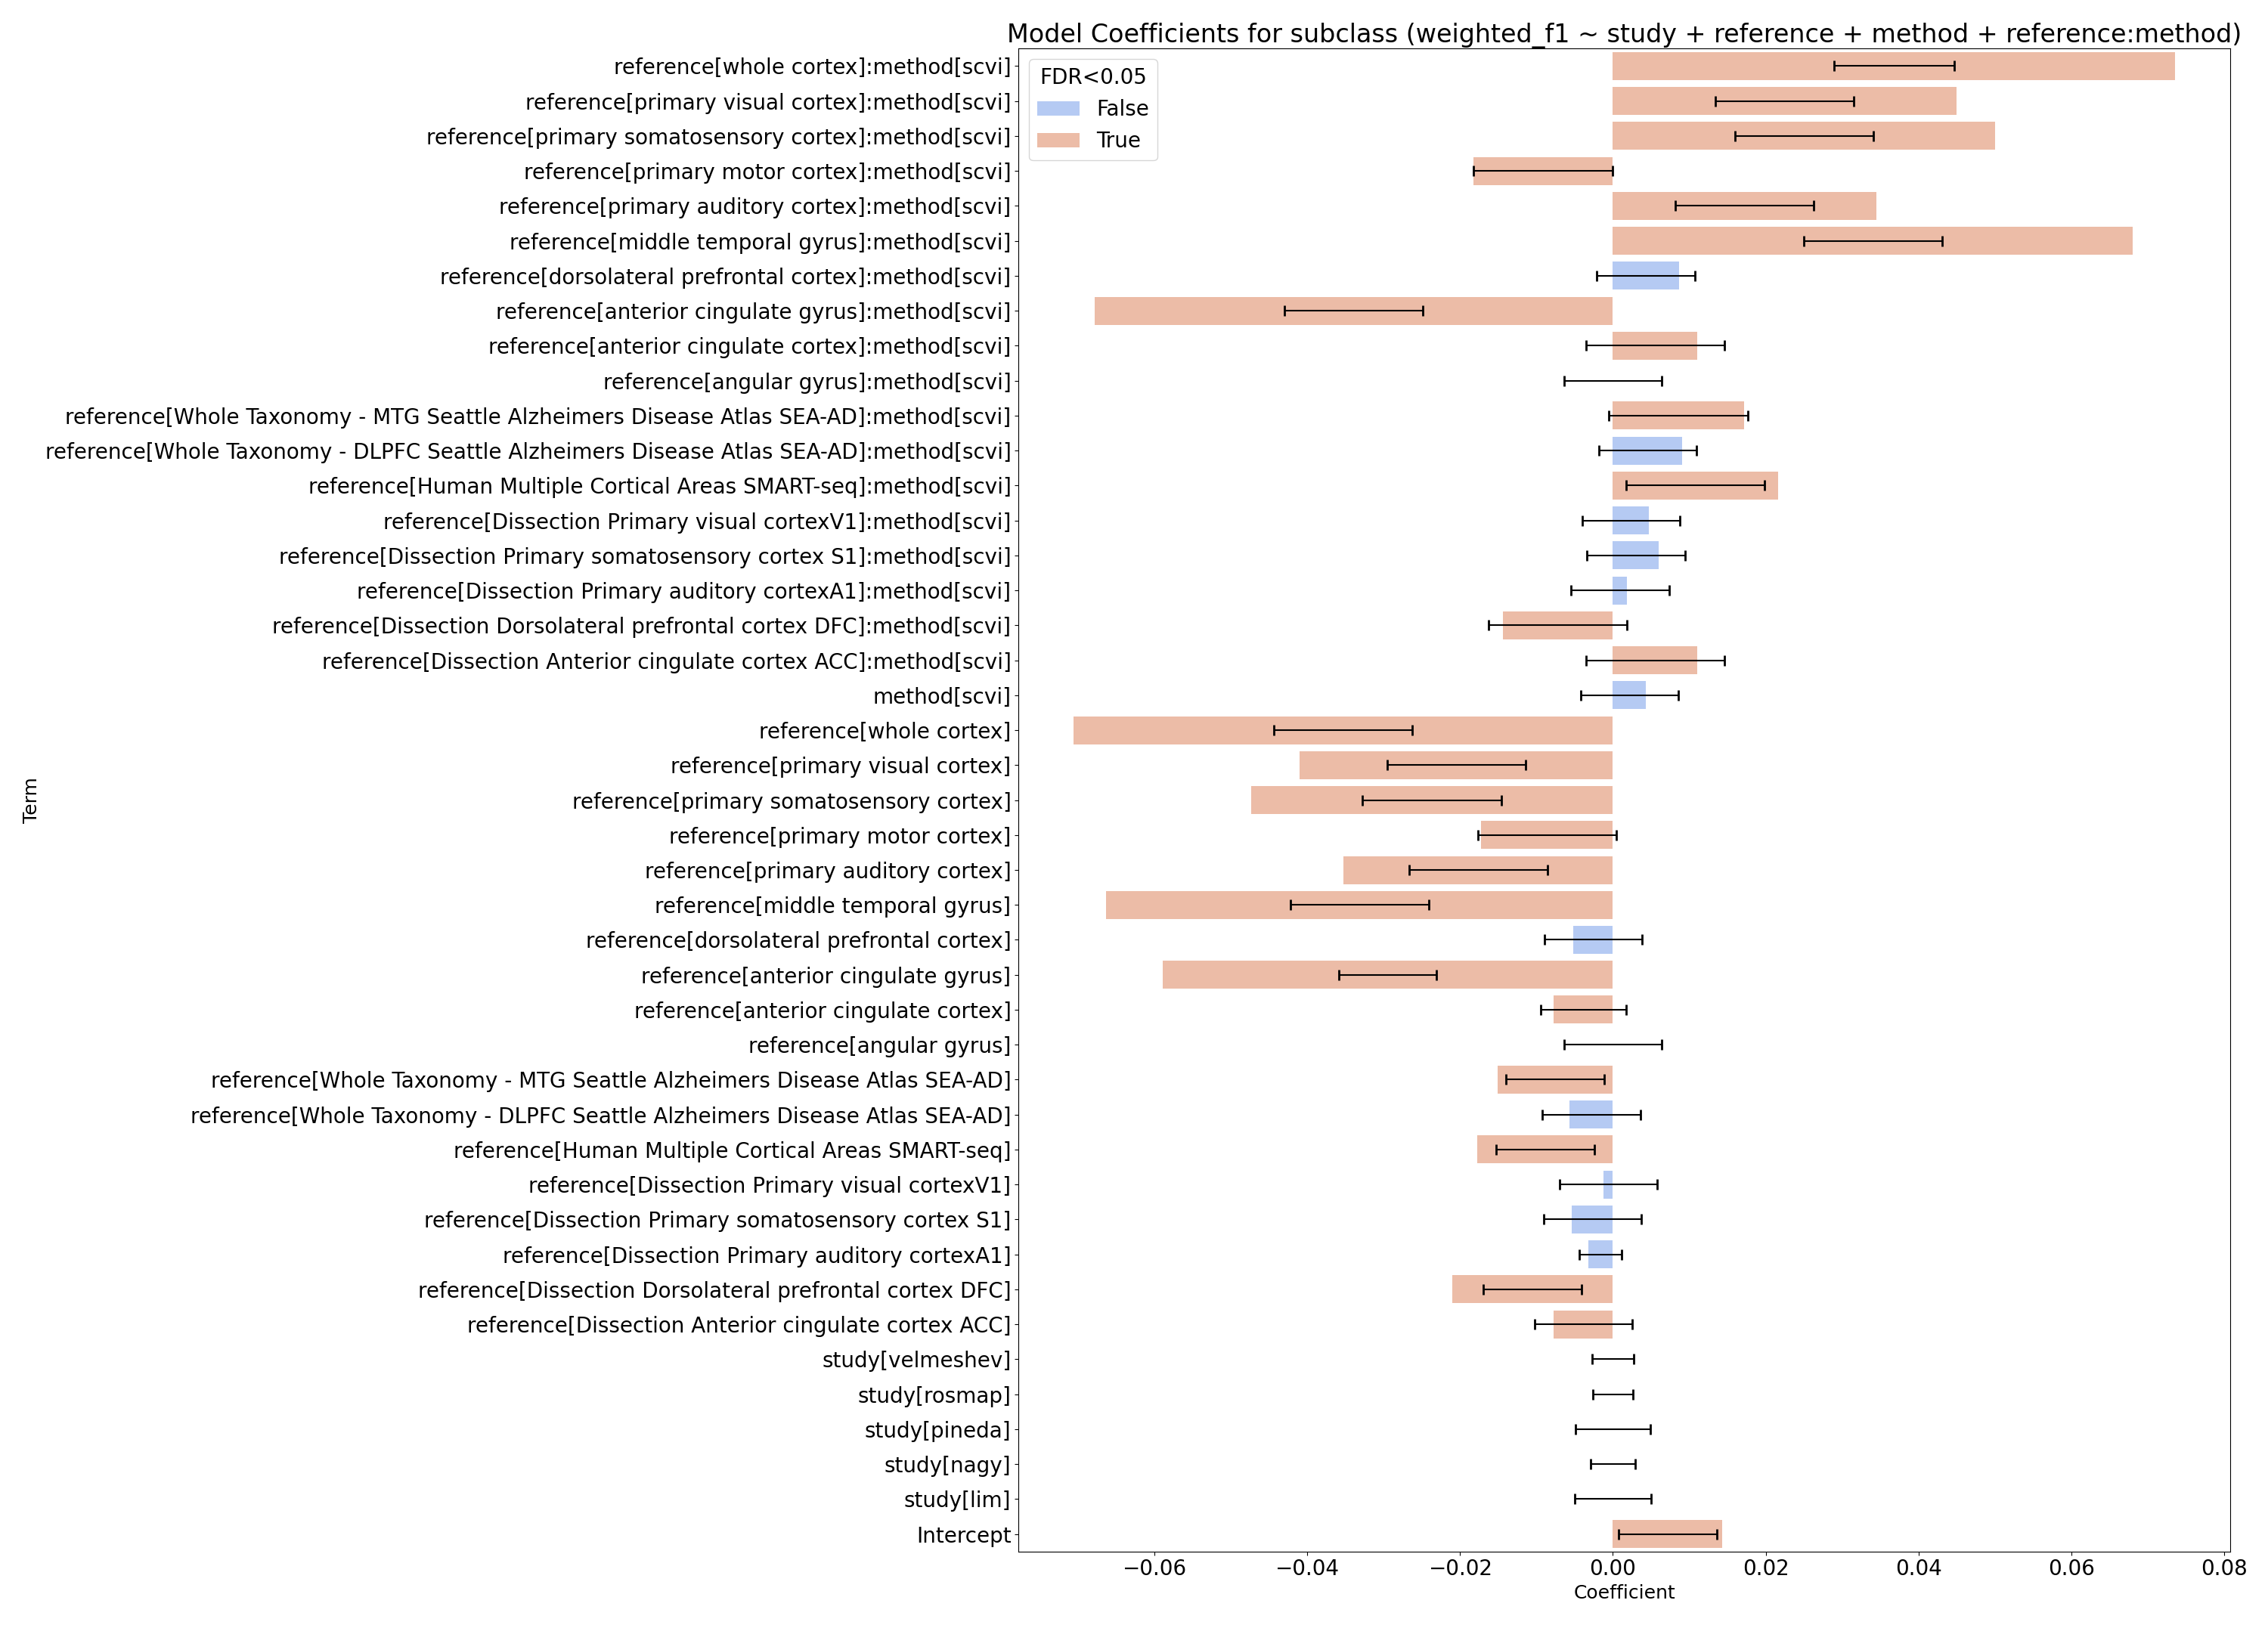 Model Coefficients for subclass (weighted_f1 ~ study + reference + method + reference:method)
FDR<0.05
False
True
reference[whole cortex]:method[scvi]
reference[primary visual cortex]:method[scvi]
reference[primary somatosensory cortex]:method[scvi]
reference[primary motor cortex]:method[scvi]
reference[primary auditory cortex]:method[scvi]
reference[middle temporal gyrus]:method[scvi]
reference[dorsolateral prefrontal cortex]:method[scvi]
reference[anterior cingulate gyrus]:method[scvi]
reference[anterior cingulate cortex]:method[scvi]
reference[angular gyrus]:method[scvi]
reference[Whole Taxonomy - MTG Seattle Alzheimers Disease Atlas SEA-AD]:method[scvi]
reference[Whole Taxonomy - DLPFC Seattle Alzheimers Disease Atlas SEA-AD]:method[scvi]
reference[Human Multiple Cortical Areas SMART-seq]:method[scvi]
reference[Dissection Primary visual cortexV1]:method[scvi]
reference[Dissection Primary somatosensory cortex S1]:method[scvi]
reference[Dissection Primary auditory cortexA1]:method[scvi]
reference[Dissection Dorsolateral prefrontal cortex DFC]:method[scvi]
reference[Dissection Anterior cingulate cortex ACC]:method[scvi]
method[scvi]
reference[whole cortex]
reference[primary visual cortex]
reference[primary somatosensory cortex]
reference[primary motor cortex]
reference[primary auditory cortex]
reference[middle temporal gyrus]
reference[dorsolateral prefrontal cortex]
reference[anterior cingulate gyrus]
reference[anterior cingulate cortex]
reference[angular gyrus]
reference[Whole Taxonomy - MTG Seattle Alzheimers Disease Atlas SEA-AD]
reference[Whole Taxonomy - DLPFC Seattle Alzheimers Disease Atlas SEA-AD]
reference[Human Multiple Cortical Areas SMART-seq]
reference[Dissection Primary visual cortexV1]
reference[Dissection Primary somatosensory cortex S1]
reference[Dissection Primary auditory cortexA1]
reference[Dissection Dorsolateral prefrontal cortex DFC]
reference[Dissection Anterior cingulate cortex ACC]
study[velmeshev]
study[rosmap]
study[pineda]
study[nagy]
study[lim]
Intercept
Term
−0.06 −0.04 −0.02 0.00 0.02 0.04 0.06 0.08
Coefficient